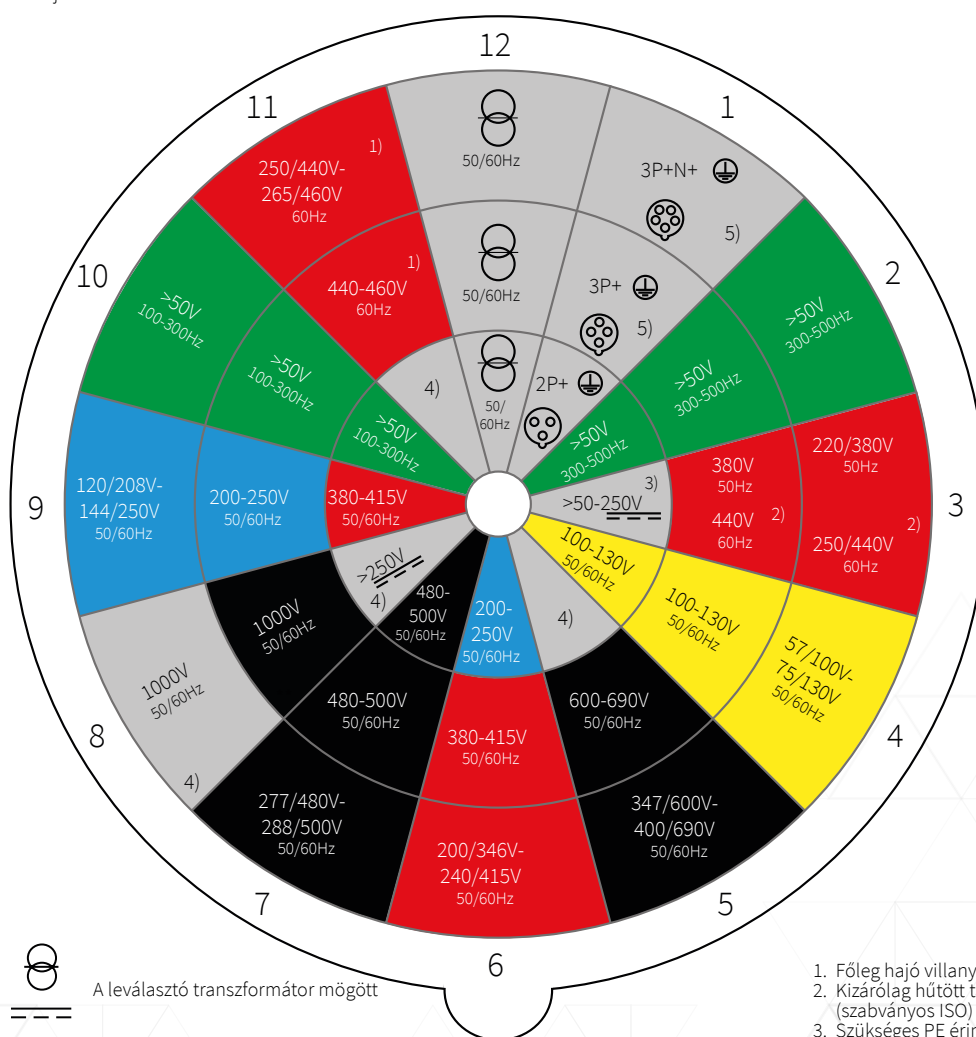 12
1
2
3
4
5
6
7
8
9
10
11
50/60Hz
50/60Hz
50/
60Hz
3P+N+
5)
3P+
5)
2P+
>50V
300-500Hz
>50V
300-500Hz
>50V
300-500Hz
220/380V
50Hz
2)
250/440V
60Hz
380V
50Hz
440V 2)
60Hz
3)
>50-250V
57/100V-
75/130V
50/60Hz
100-130V
50/60Hz
100-130V
50/60Hz
347/600V-
400/690V
50/60Hz
600-690V
50/60Hz
4)
200/346V-
240/415V
50/60Hz
380-415V
50/60Hz
200-
250V
50/60Hz
277/480V-
288/500V
50/60Hz
480-500V
50/60Hz
480-
500V
50/60Hz
1000V
50/60Hz
4)
1000V
50/60Hz
>250V
4)
120/208V-
144/250V
50/60Hz
200-250V
50/60Hz
380-415V
50/60Hz
>50V
100-300Hz
>50V
100-300Hz
>50V
100-300Hz
1)
250/440V-
265/460V
60Hz
1)
440-460V
60Hz
4)
A leválasztó transzformátor mögött
1. Főleg hajó villany
2. Kizárólag hűtött t
(szabványos ISO)
3. Szükséges PE érin